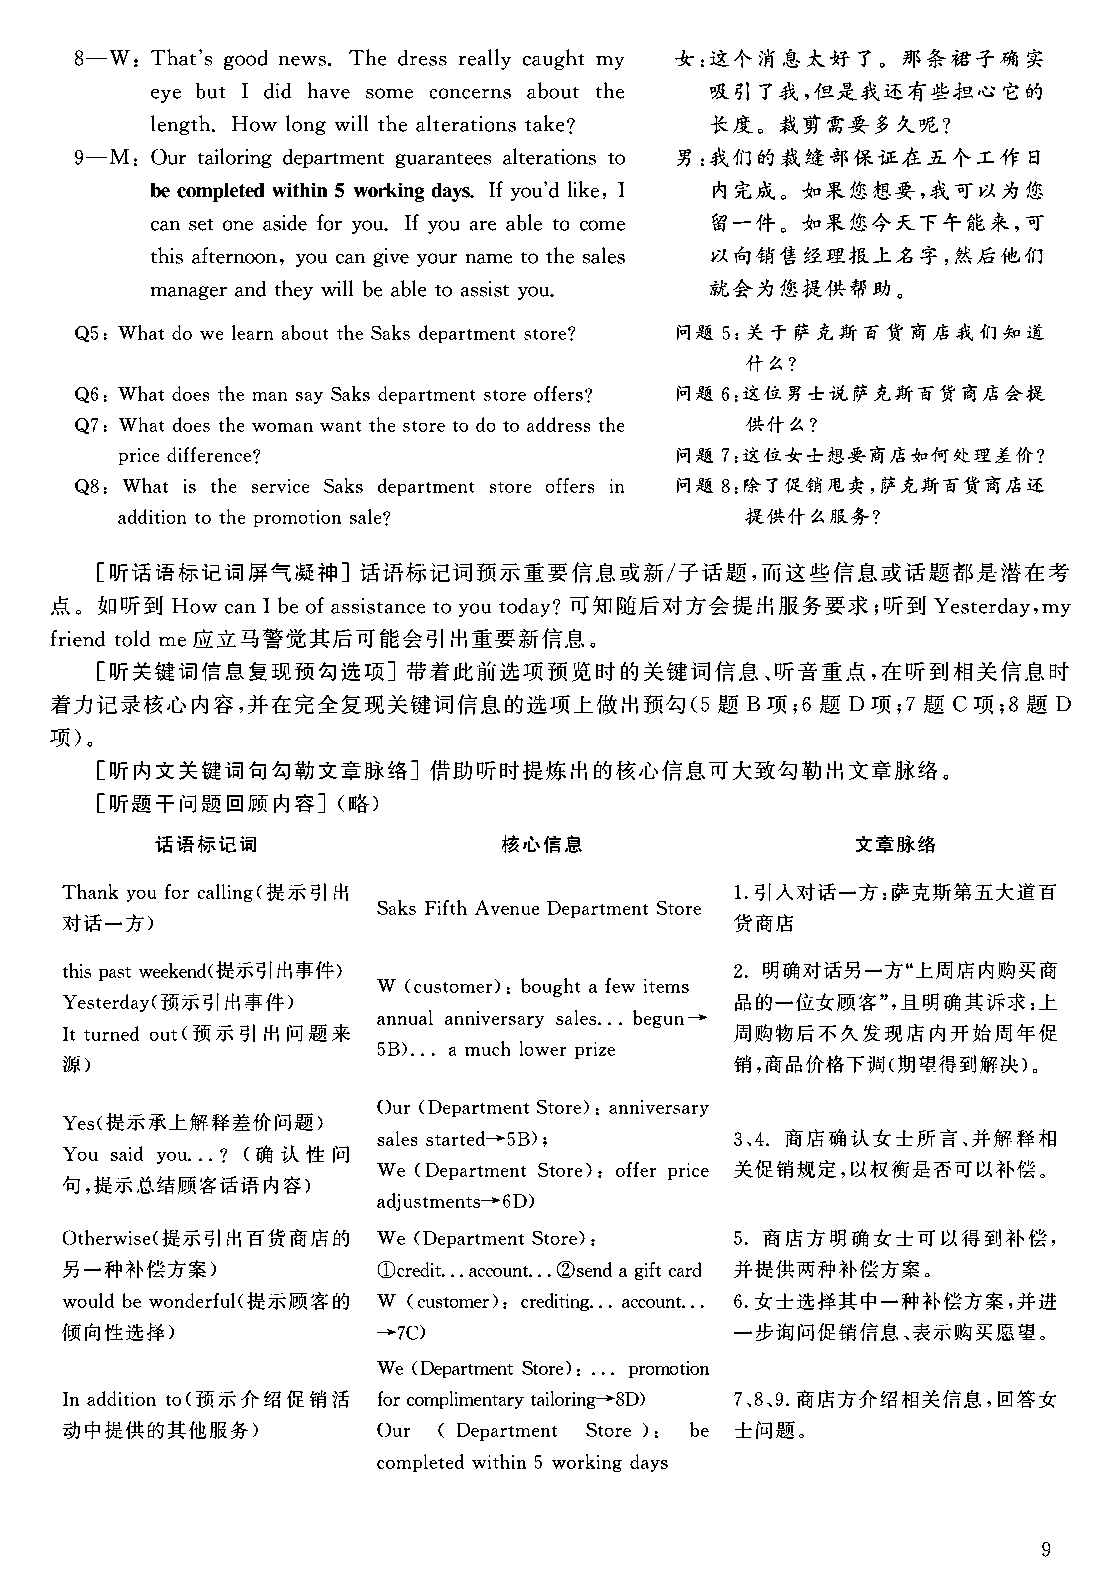 8—W: That's good news. The dress really caught my
eye but I did have some concerns about the
length. How long will the alterations take?
9—M: Our tailoring department guarantees alterations to
be completed within 5 working days. If you'd like, I
can set one aside for you. If you are able to come
this afternoon, you can give your name to the sales
manager and they will be able to assist you.
女:这个消息太好了。那条裙子确实
吸引了我,但是我还有些担心它的
长度。裁剪需要多久呢?
男:我们的裁缝部保证在五个工作日
内完成。如果您想要,我可以为您
留一件。如果您今天下午能来,可
以向销售经理报上名字,然后他们
就会为您提供帮助。
Q5: What do we learn about the Saks department store?
问题 5:关于萨克斯百货商店我们知道
什么?
Q6: What does the man say Saks department store offers?
问题 6:这位男士说萨克斯百货商店会提
供什么?
Q7: What does the woman want the store to do to address the
price difference?
问题 7:这位女士想要商店如何处理差价?
Q8: What is the service Saks department store offers in
addition to the promotion sale?
问题 8:除了促销甩卖,萨克斯百货商店还
提供什么服务?
[听话语标记词屏气凝神] 话语标记词预示重要信息或新/子话题,而这些信息或话题都是潜在考
点。如听到 How can I be of assistance to you today? 可知随后对方会提出服务要求;听到 Yesterday,my
friend told me 应立马警觉其后可能会引出重要新信息。
[听关键词信息复现预勾选项] 带着此前选项预览时的关键词信息、听音重点,在听到相关信息时
着力记录核心内容,并在完全复现关键词信息的选项上做出预勾(5 题 B 项;6 题 D 项;7 题 C 项;8 题 D
项)。
[听内文关键词句勾勒文章脉络] 借助听时提炼出的核心信息可大致勾勒出文章脉络。
[听题干问题回顾内容](略)
话语标记词 核心信息 文章脉络
Thank you for calling(提示引出
对话一方)
Saks Fifth Avenue Department Store
1.引入对话一方:萨克斯第五大道百
货商店
this past weekend(提示引出事件)
Yesterday(预示引出事件)
It turned out(预示引出问题来
源)
W (customer): bought a few items
annual anniversary sales... begun→
5B)... a much lower prize
2. 明确对话另一方“上周店内购买商
品的一位女顾客”,且明确其诉求:上
周购物后不久发现店内开始周年促
销,商品价格下调(期望得到解决)。
Yes(提示承上解释差价问题)
You said you...? (确认性问
句,提示总结顾客话语内容)
Our (Department Store): anniversary
sales started→5B);
We (Department Store): offer price
adjustments→6D)
3、4. 商店确认女士所言、并解释相
关促销规定,以权衡是否可以补偿。
Otherwise(提示引出百货商店的
另一种补偿方案)
We (Department Store):
①credit...account...②send a gift card
5. 商店方明确女士可以得到补偿,
并提供两种补偿方案。
would be wonderful(提示顾客的
倾向性选择)
W (customer): crediting... account...
→7C)
6.女士选择其中一种补偿方案,并进
一步询问促销信息、表示购买愿望。
In addition to(预示介绍促销活
动中提供的其他服务)
We (Department Store): ... promotion
for complimentary tailoring→8D)
Our (Department Store): be
completed within 5 working days
7、8、9.商店方介绍相关信息,回答女
士问题。
9